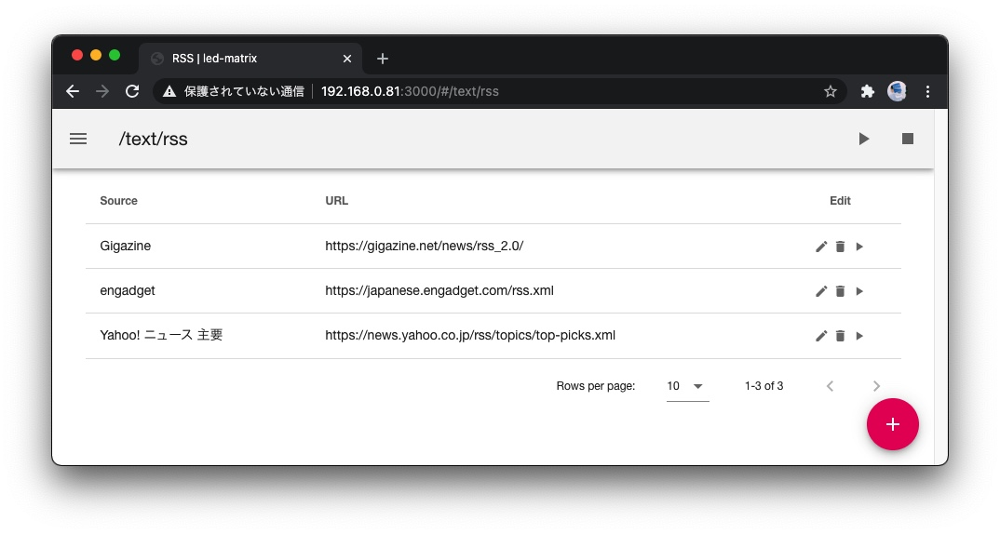 RSS | led-matrix
保護されていない通信 192.168.0.81:3000/#/text/rss
/text/rss
Source URL Edit
Gigazine https://gigazine.net/news/rss_2.0/
engadget https://japanese.engadget.com/rss.xml
Yahoo! ニュース 主要 https://news.yahoo.co.jp/rss/topics/top-picks.xml
Rows per page: 10 1-3 of 3